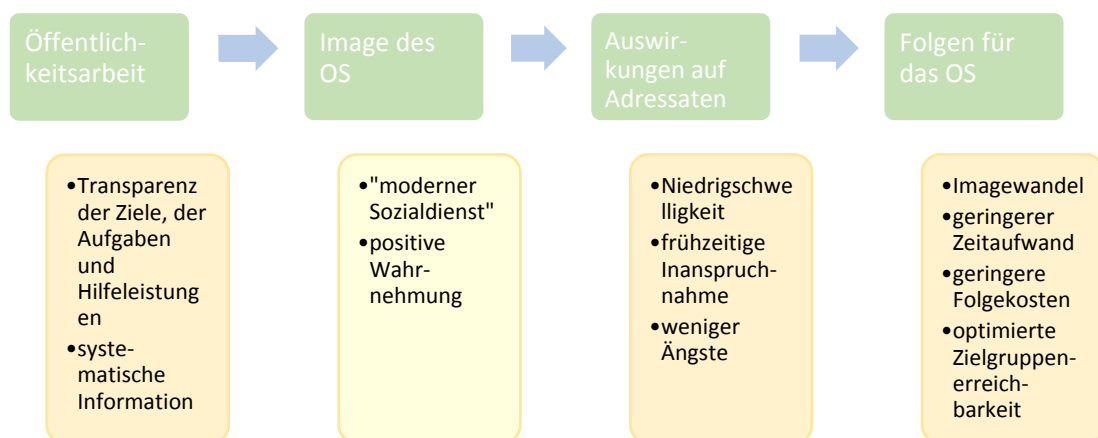 Öffentlich-
keitsarbeit
Image des
OS
Auswir-
kungen auf
Adressaten
Folgen für
das OS
•Transparenz
der Ziele, der
Aufgaben
und
Hilfeleistung
en
•syste-
matische
Information
•"moderner
Sozialdienst"
•positive
Wahr-
nehmung
•Niedrigschwe
lligkeit
•frühzeitige
Inanspruch-
nahme
•weniger
Ängste
•Imagewandel
•geringerer
Zeitaufwand
•geringere
Folgekosten
•optimierte
Zielgruppen-
erreich-
barkeit